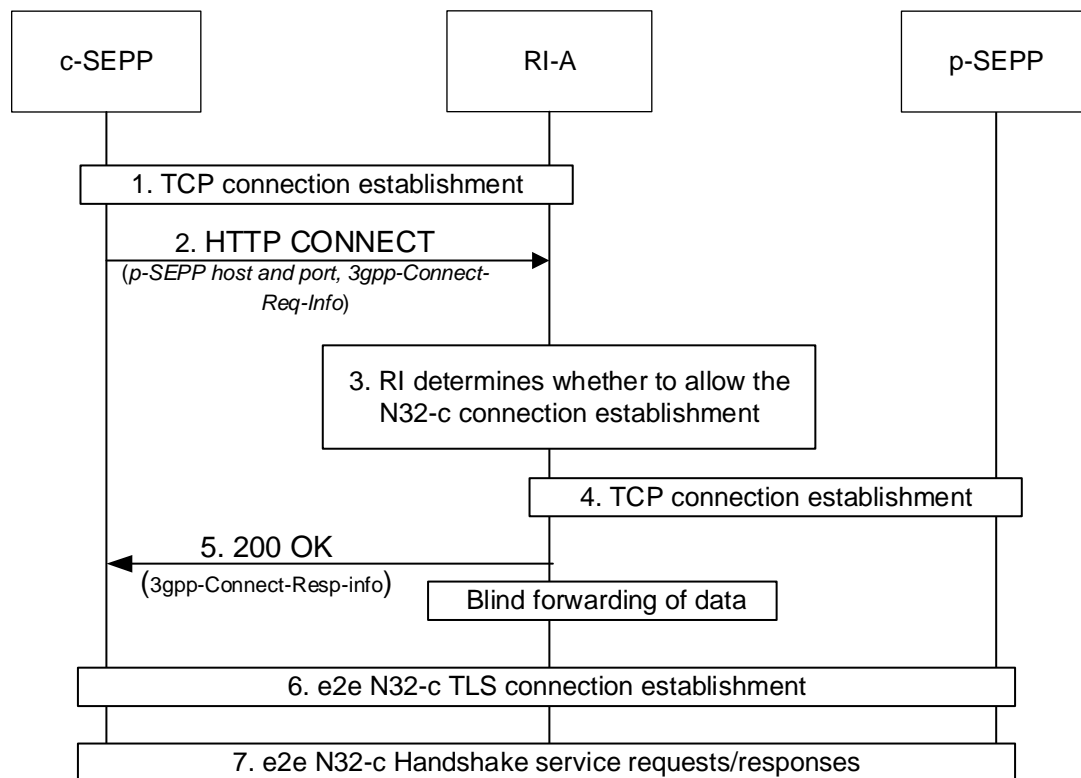 c-SEPP
RI-A
p-SEPP
1. TCP connection establishment
2. HTTP CONNECT
(p-SEPP host and port, 3gpp-Connect-
Req-Info)
3. RI determines whether to allow the
N32-c connection establishment
4. TCP connection establishment
5. 200 OK
(3gpp-Connect-Resp-info)
Blind forwarding of data
6. e2e N32-c TLS connection establishment
7. e2e N32-c Handshake service requests/responses